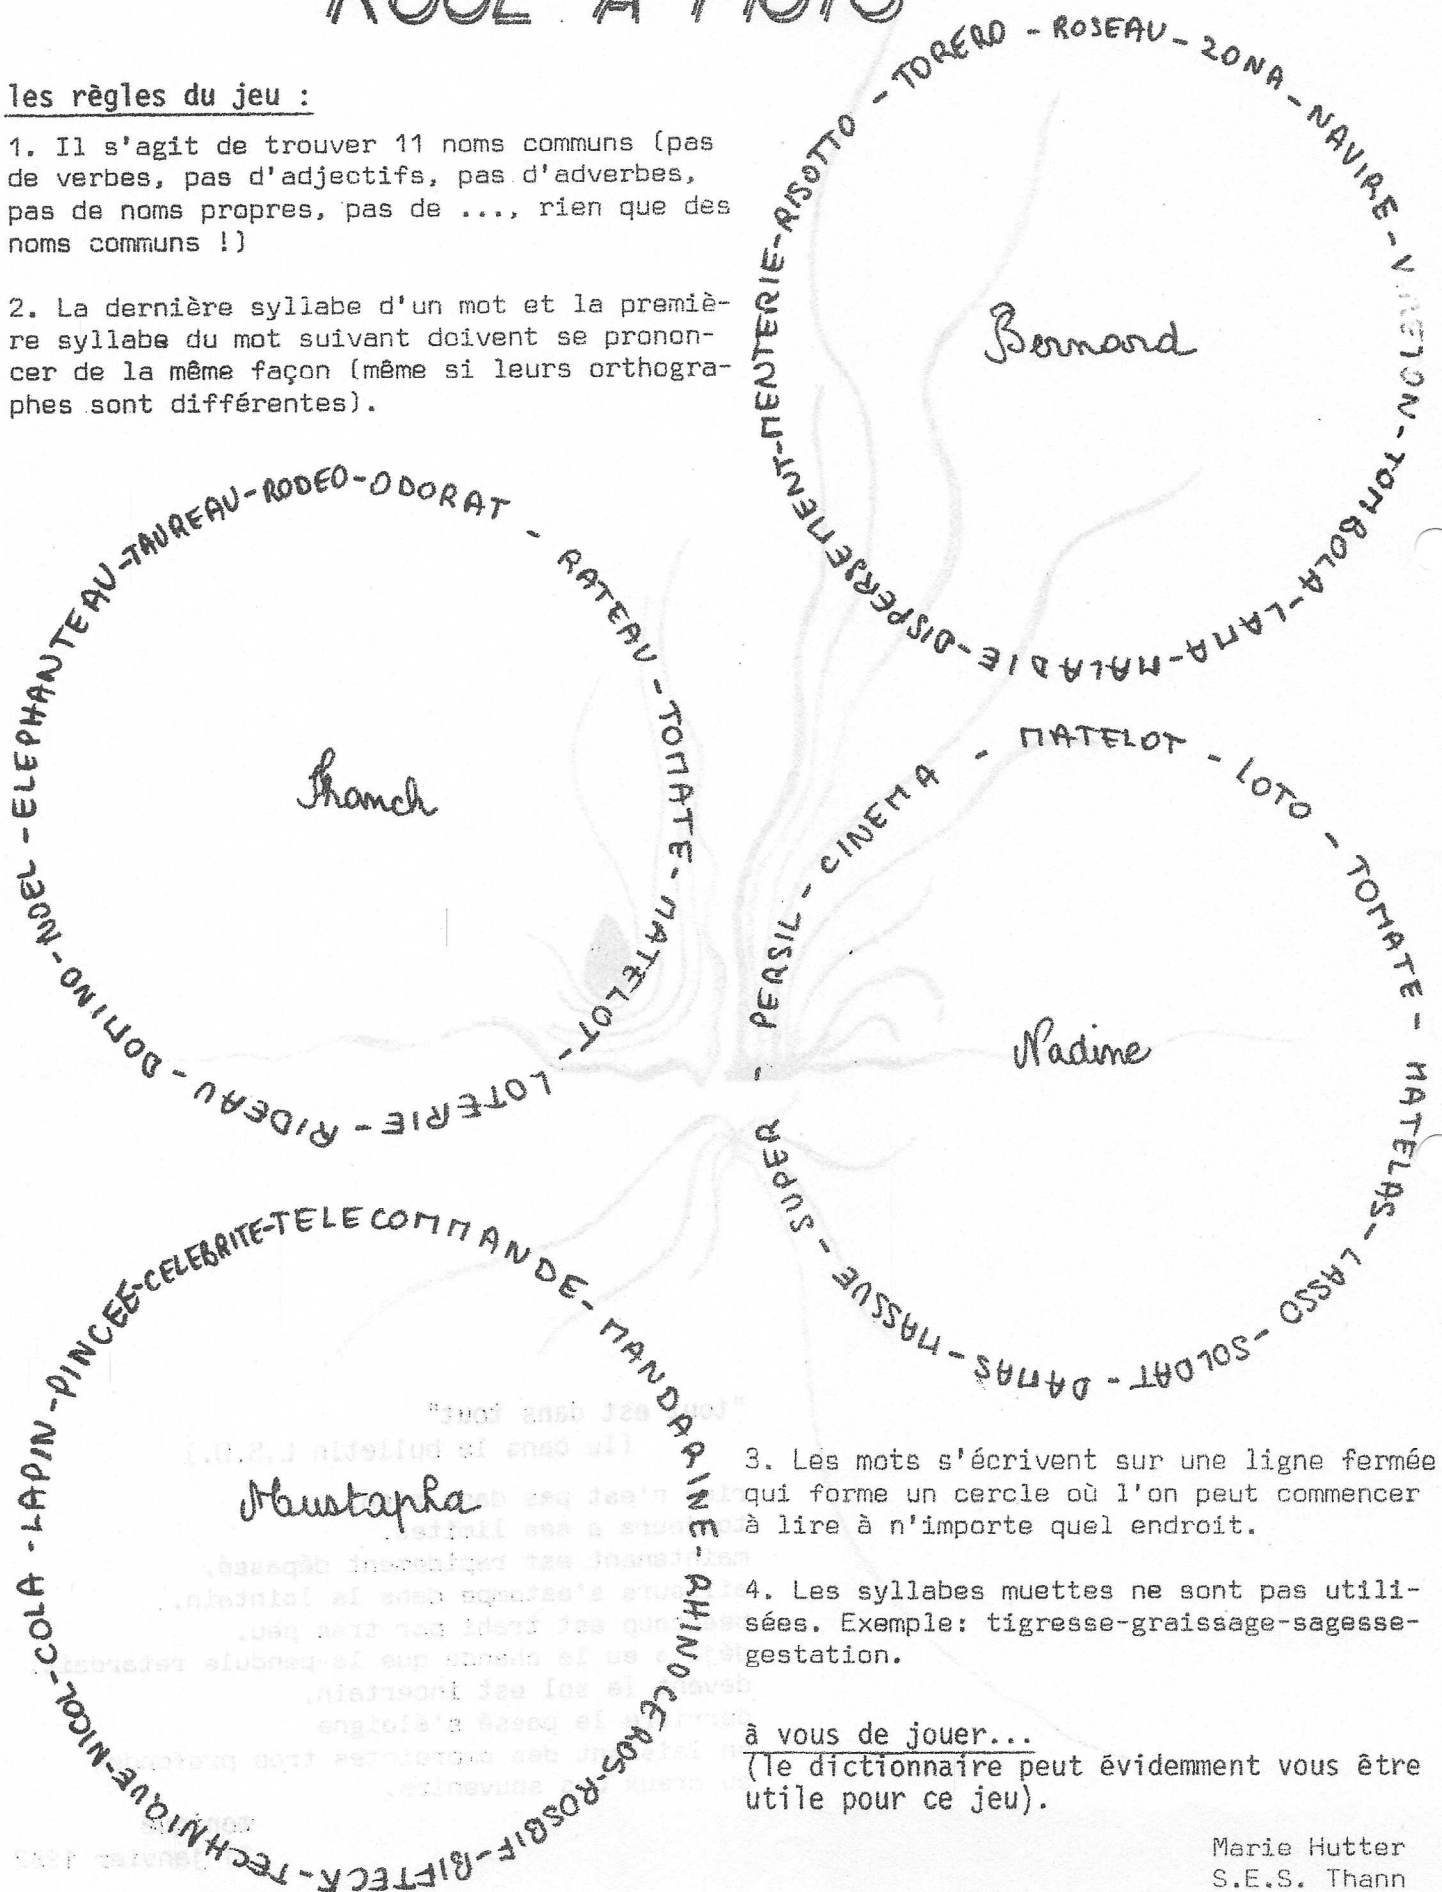 les règles du jeu :
1. Il s'agit de trouver 11 noms communs (pas
de verbes, pas d'adjectifs, pas d'adverbes,
pas de noms propres, pas de ..., rien que des
noms communs !)
2. La dernière syllabe d'un mot et la premiè-
re syllabe du mot suivant doivent se pronon-
cer de la même façon (même si leurs orthogra-
phes sont différentes).
TORERO - ROSEAU - ZONA - NAVIRE - TOMBOLA - LAMA - MALADIE - DISPERSEMENT - MENTERIE - RISOTTO -
Bernard
TAUREAU - RODEO - ODORAT - RATEAU - TOMATE - MATELOT - LOTERIE - RIDEAU - DOMINO - NOEL - ELEPHANTEAU -
Nadine
MATELOT - LOTO - TOMATE - MATELAS - LASSO - SOLDAT - DAMAS - MASSUE - SUPER - PERSIL - CINEMA -
TELECOMMANDE - MANDARINE - RHINOCEROS - ROSBIF - BIFTECK - TECHNIQUE - NICOL - COLA - LAPIN - PINCEE - CELEBRITE -
Mustapha
3. Les mots s'écrivent sur une ligne fermée
qui forme un cercle où l'on peut commencer
à lire à n'importe quel endroit.
4. Les syllabes muettes ne sont pas utili-
sées. Exemple: tigresse-graissage-sagesse-
gestation.
à vous de jouer...
(le dictionnaire peut évidemment vous être
utile pour ce jeu).
Marie Hutter
S.E.S. Thann